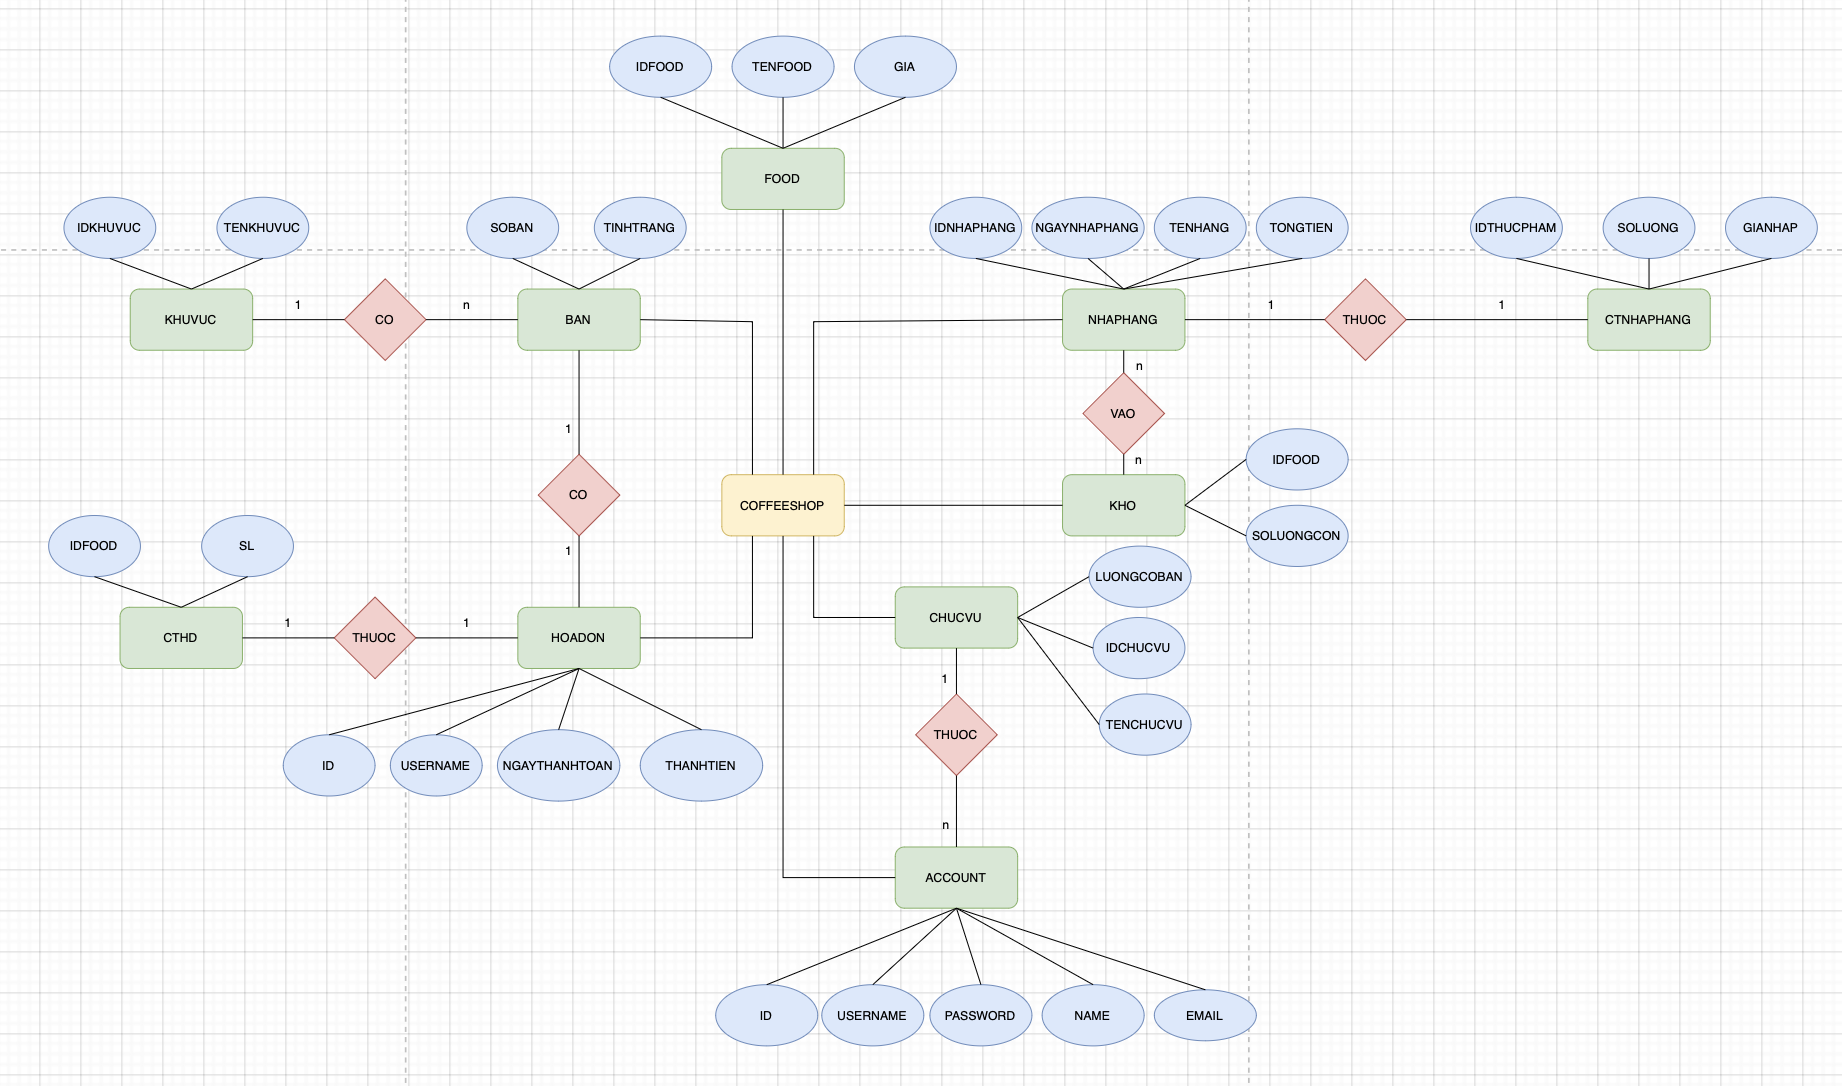 IDFOOD
TENFOOD
GIA
FOOD
IDKHUVUC
TENKHUVUC
SOBAN
TINHTRANG
IDNHAPHANG
NGAYNHAPHANG
TENHANG
TONGTIEN
IDTHUCPHAM
SOLUONG
GIANHAP
KHUVUC
1
CO
n
BAN
NHAPHANG
1
THUOC
1
CTNHAPHANG
n
VAO
n
1
CO
1
COFFEESHOP
KHO
IDFOOD
SOLUONGCON
IDFOOD
SL
CTHD
1
THUOC
1
HOADON
CHUCVU
LUONGCOBAN
IDCHUCVU
TENCHUCVU
1
THUOC
n
ID
USERNAME
NGAYTHANHTOAN
THANHTIEN
ACCOUNT
ID
USERNAME
PASSWORD
NAME
EMAIL